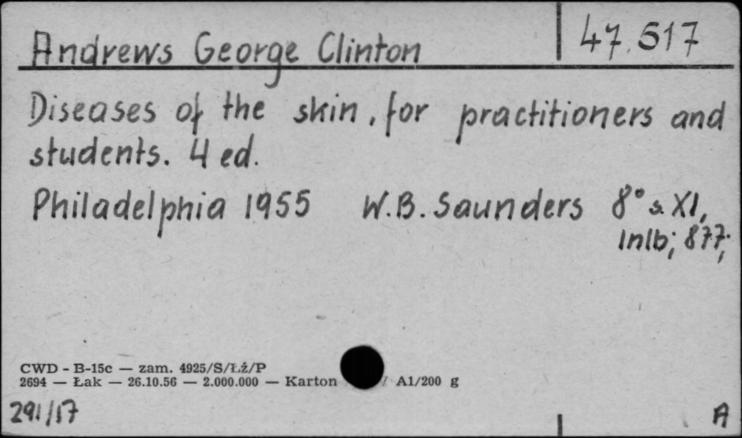 Andrews George Clinton 47.517
Diseases of the skin, for practitioners and
students. 4 ed.
Philadelphia 1955 W.B. Saunders 8° s. XI,
1nlb; 877;
CWD - B-15c — zam. 4925/S/ŁŻ/P
2694 — Łak — 26.10.56 — 2.000.000 — Karton / A1/200 g
291/17 A